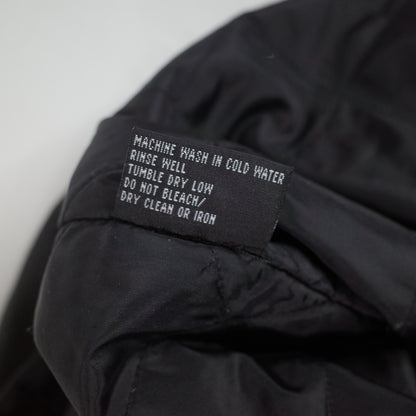 MACHINE WASH IN COLD WATER
RINSE WELL
TUMBLE DRY LOW
DO NOT BLEACH/
DRY CLEAN OR IRON